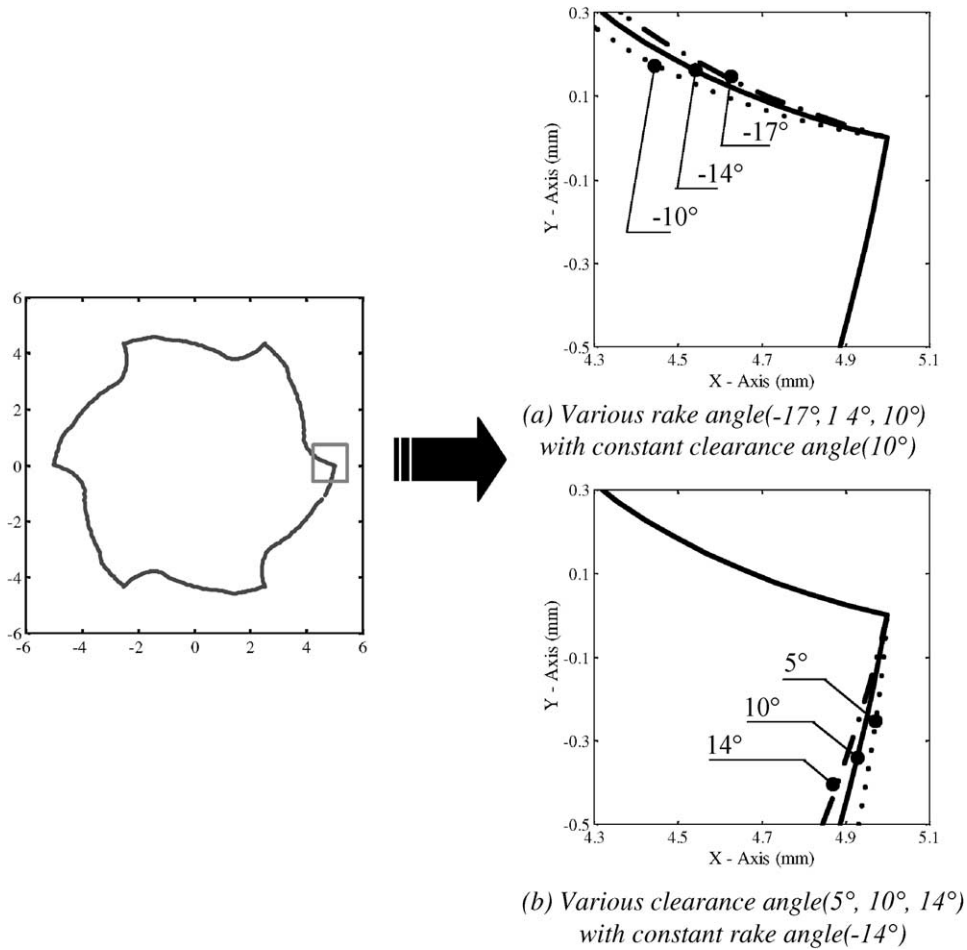 6
4
2
0
-2
-4
-6
-6 -4 -2 0 2 4 6
0.3
0.1
-0.1
-0.3
-0.5
Y - Axis (mm)
-17°
-14°
-10°
4.3 4.5 4.7 4.9 5.1
X - Axis (mm)
(a) Various rake angle(-17°, 1 4°, 10°)
with constant clearance angle(10°)
0.3
0.1
-0.1
-0.3
-0.5
Y - Axis (mm)
5°
10°
14°
4.3 4.5 4.7 4.9 5.1
X - Axis (mm)
(b) Various clearance angle(5°, 10°, 14°)
with constant rake angle(-14°)